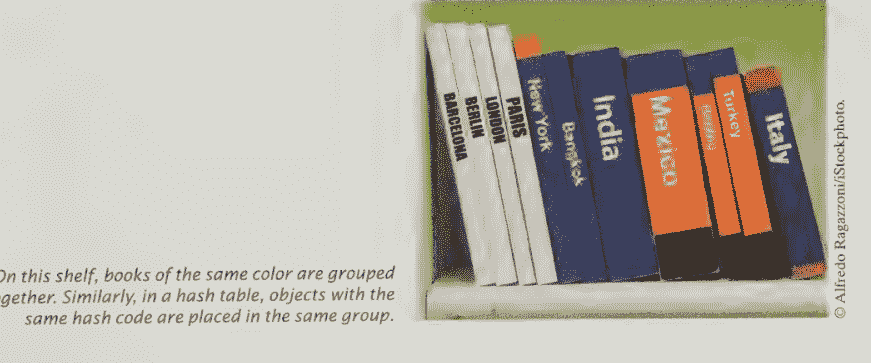 BARCELONA
BERLIN
LONDON
PARIS
New York
Bangkok
India
Mexico
Turkey
Italy
On this shelf, books of the same color are grouped
gether. Similarly, in a hash table, objects with the
same hash code are placed in the same group.
© Alfredo Ragazzoni/iStockphoto.